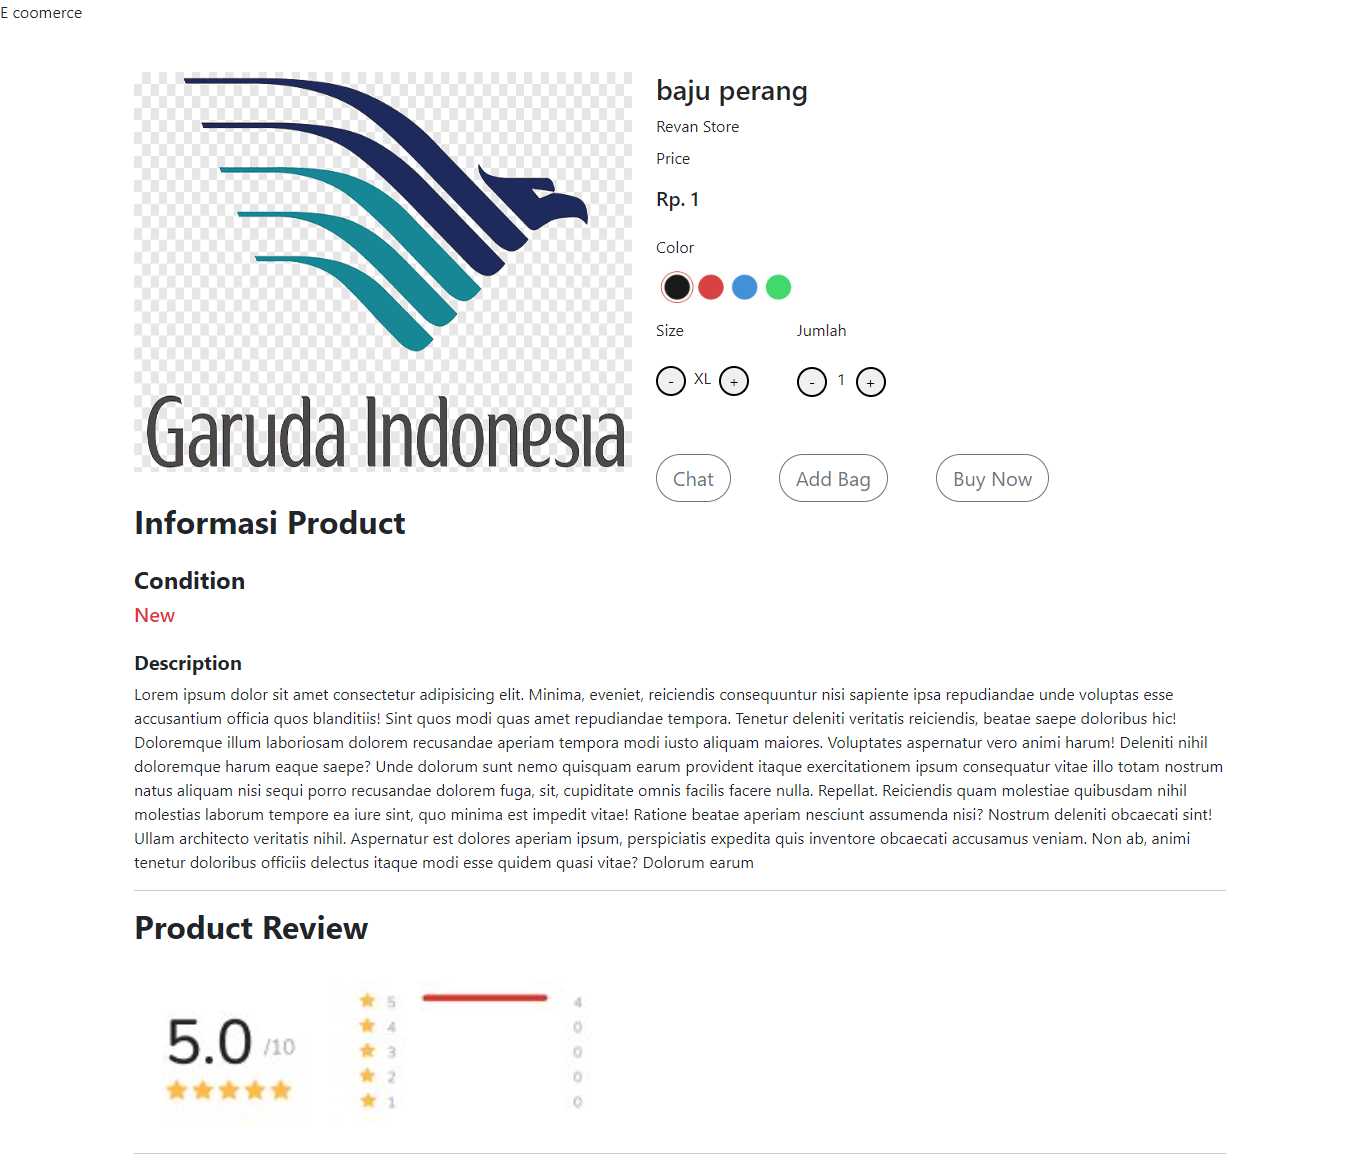 E coomerce
Garuda Indonesia
baju perang
Revan Store
Price
Rp. 1
Color
Size Jumlah
- XL + - 1 +
Chat Add Bag Buy Now
Informasi Product
Condition
New
Description
Lorem ipsum dolor sit amet consectetur adipisicing elit. Minima, eveniet, reiciendis consequuntur nisi sapiente ipsa repudiandae unde voluptas esse
accusantium officia quos blanditiis! Sint quos modi quas amet repudiandae tempora. Tenetur deleniti veritatis reiciendis, beatae saepe doloribus hic!
Doloremque illum laboriosam dolorem recusandae aperiam tempora modi iusto aliquam maiores. Voluptates aspernatur vero animi harum! Deleniti nihil
doloremque harum eaque saepe? Unde dolorum sunt nemo quisquam earum provident itaque exercitationem ipsum consequatur vitae illo totam nostrum
natus aliquam nisi sequi porro recusandae dolorem fuga, sit, cupiditate omnis facilis facere nulla. Repellat. Reiciendis quam molestiae quibusdam nihil
molestias laborum tempore ea iure sint, quo minima est impedit vitae! Ratione beatae aperiam nesciunt assumenda nisi? Nostrum deleniti obcaecati sint!
Ullam architecto veritatis nihil. Aspernatur est dolores aperiam ipsum, perspiciatis expedita quis inventore obcaecati accusamus veniam. Non ab, animi
tenetur doloribus officiis delectus itaque modi esse quidem quasi vitae? Dolorum earum
Product Review
5.0 /10
5 4
4 0
3 0
2 0
1 0